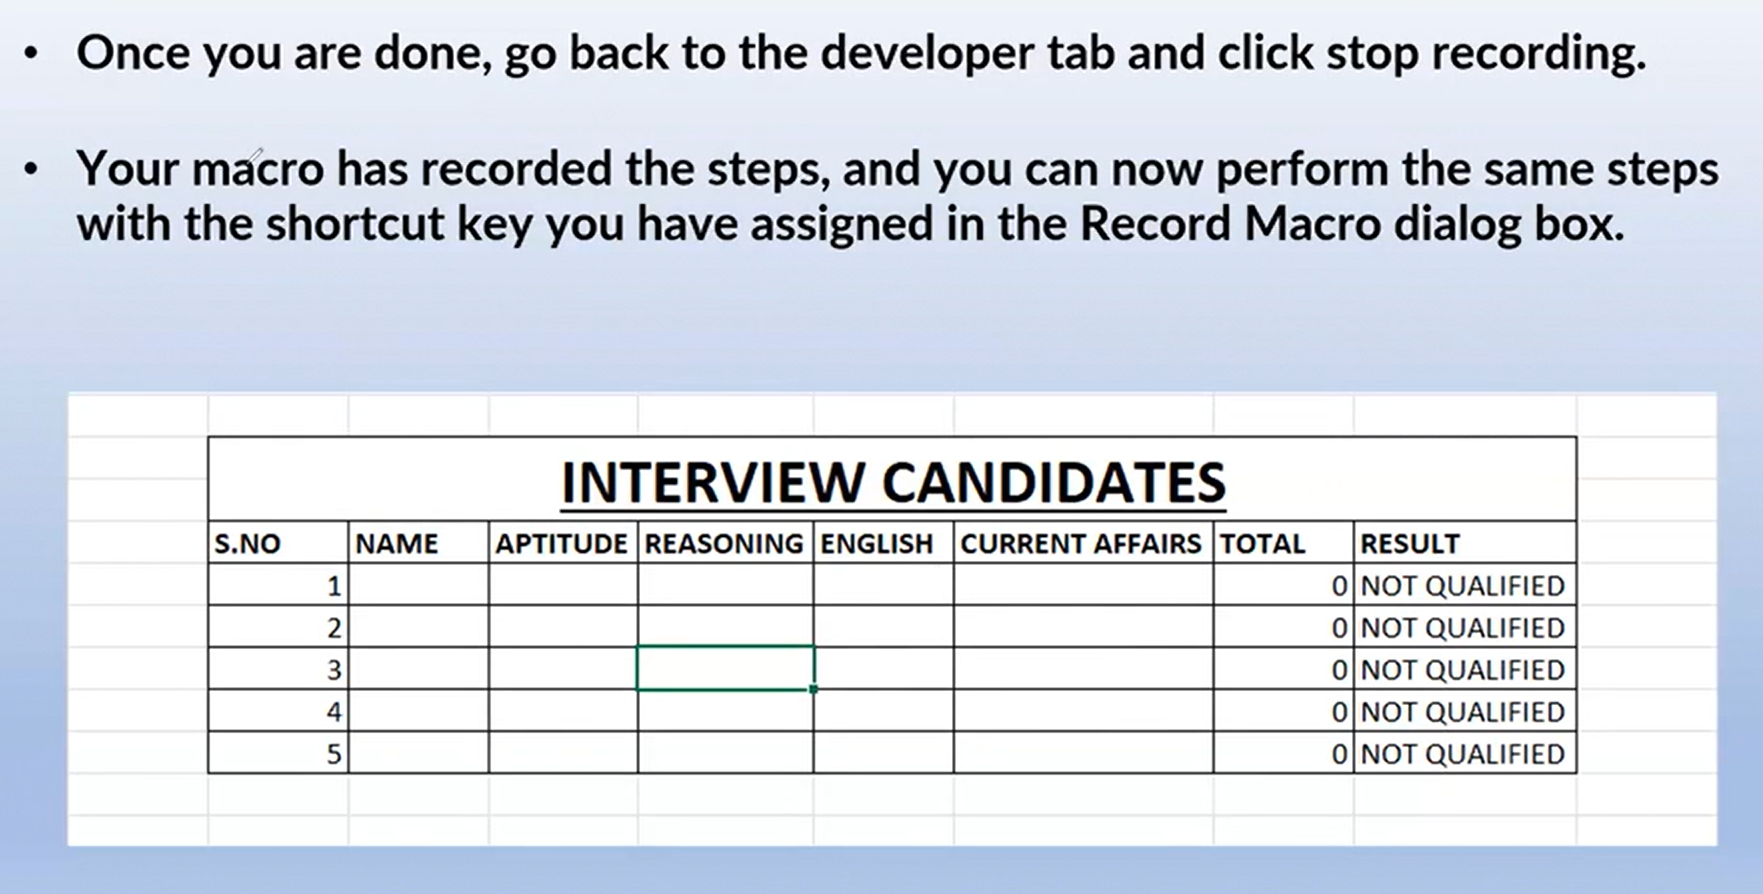 • Once you are done, go back to the developer tab and click stop recording.
• Your macro has recorded the steps, and you can now perform the same steps
with the shortcut key you have assigned in the Record Macro dialog box.
INTERVIEW CANDIDATES
S.NO NAME APTITUDE REASONING ENGLISH CURRENT AFFAIRS TOTAL RESULT
1 0 NOT QUALIFIED
2 0 NOT QUALIFIED
3 0 NOT QUALIFIED
4 0 NOT QUALIFIED
5 0 NOT QUALIFIED